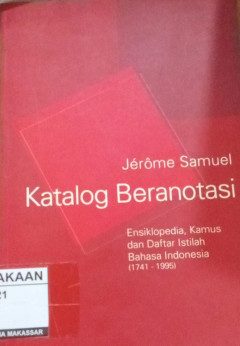 Jérôme Samuel
Katalog Beranotasi
Ensiklopedia, Kamus
dan Daftar Istilah
Bahasa Indonesia
(1741 - 1995)
AKAAN
21
A MAKASSAR